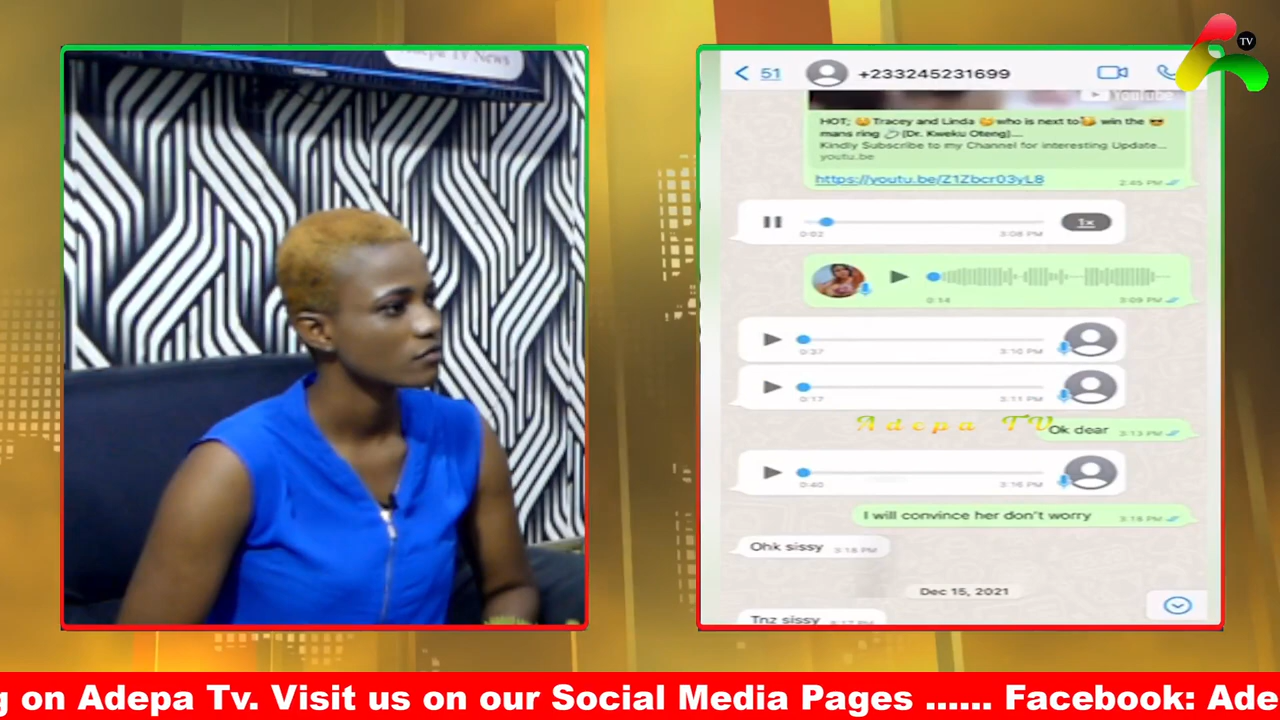 Adepa Tv News
TV
51
+233245231699
YouTube
HOT; 😊Tracey and Linda 😊who is next to🥰 win the 😎
mans ring 💍(Dr. Kweku Oteng)....
Kindly Subscribe to my Channel for interesting Update...
youtu.be
https://youtu.be/Z1Zbcr03yL8
2:45 PM
1x
0:02
3:08 PM
0:14
3:09 PM
0:37
3:10 PM
0:17
3:11 PM
Adepa TV
Ok dear
3:13 PM
0:40
3:16 PM
I will convince her don't worry
3:18 PM
Ohk sissy
3:18 PM
Dec 15, 2021
Tnz sissy
g on Adepa Tv. Visit us on our Social Media Pages ...... Facebook: Ade